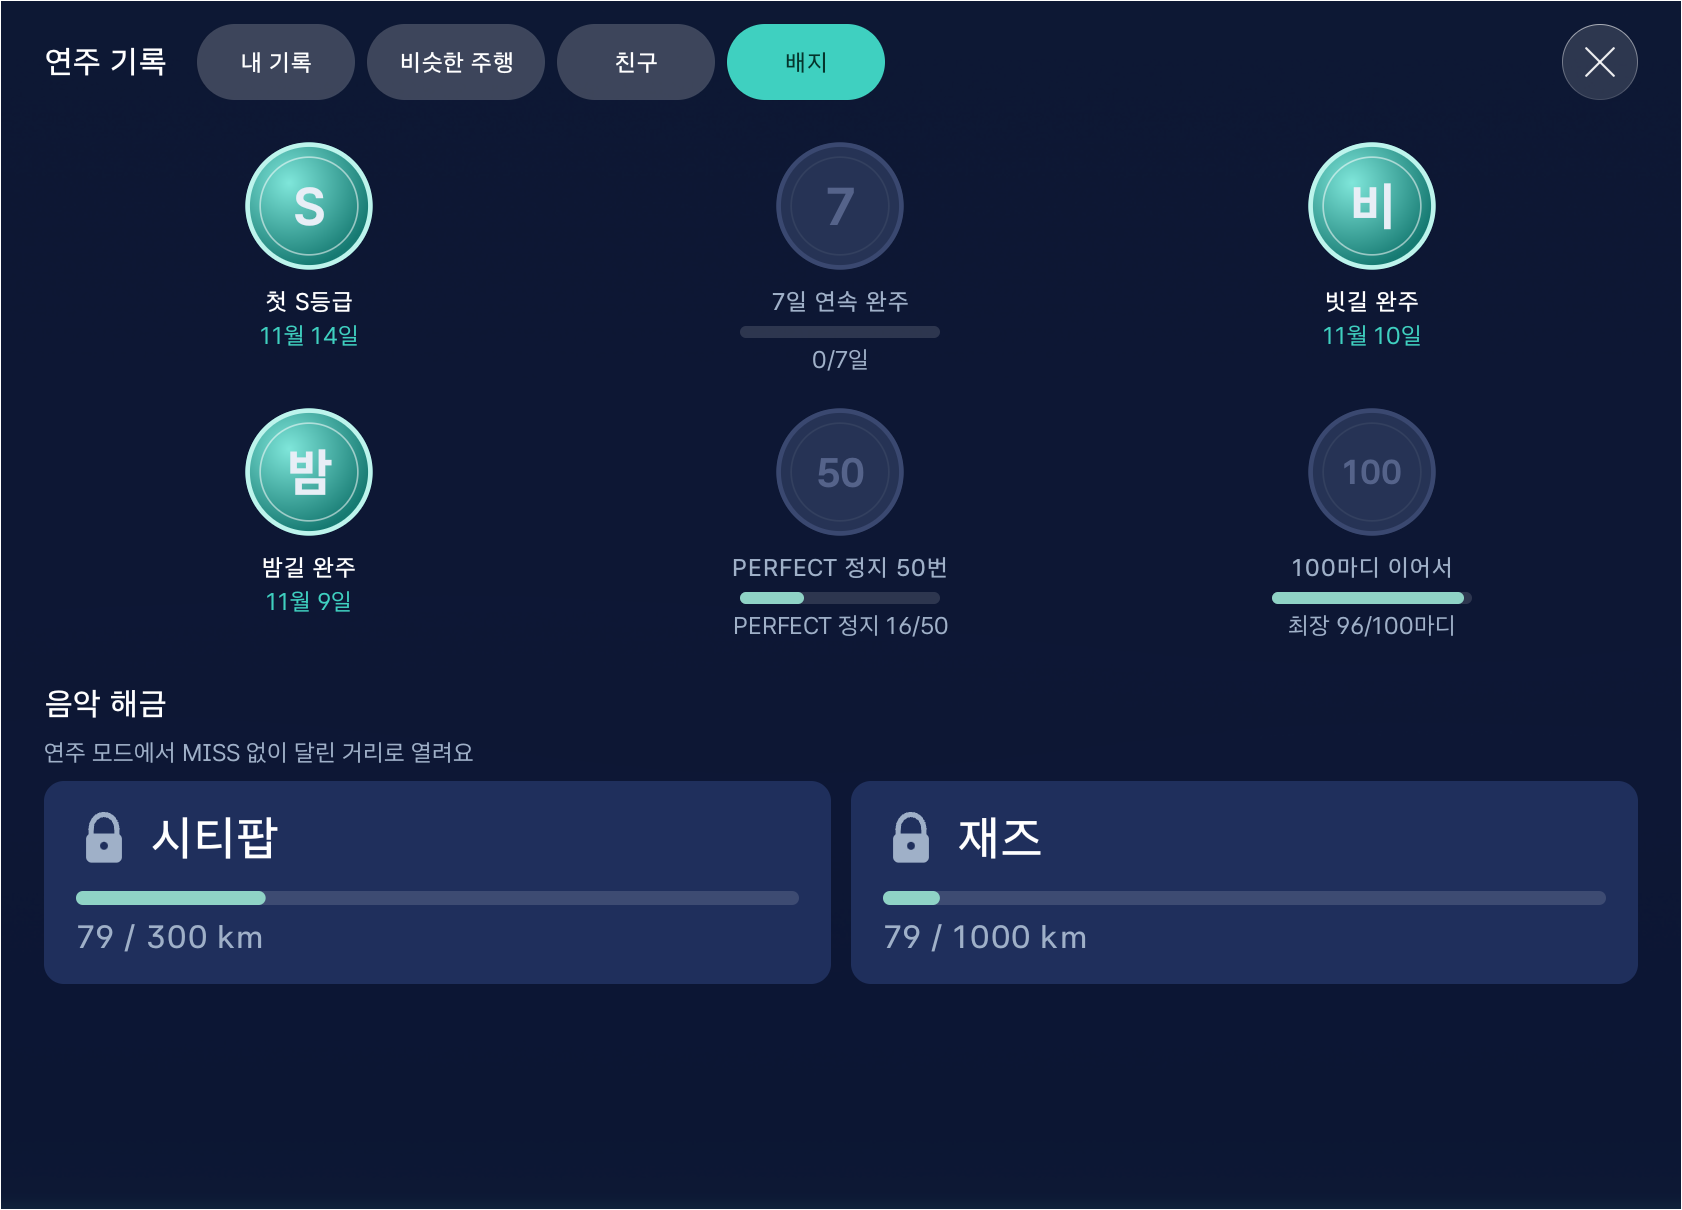 연주 기록
내 기록
비슷한 주행
친구
배지
S
첫 S등급
11월 14일
7
7일 연속 완주
0/7일
비
빗길 완주
11월 10일
밤
밤길 완주
11월 9일
50
PERFECT 정지 50번
PERFECT 정지 16/50
100
100마디 이어서
최장 96/100마디
음악 해금
연주 모드에서 MISS 없이 달린 거리로 열려요
시티팝
79 / 300 km
재즈
79 / 1000 km